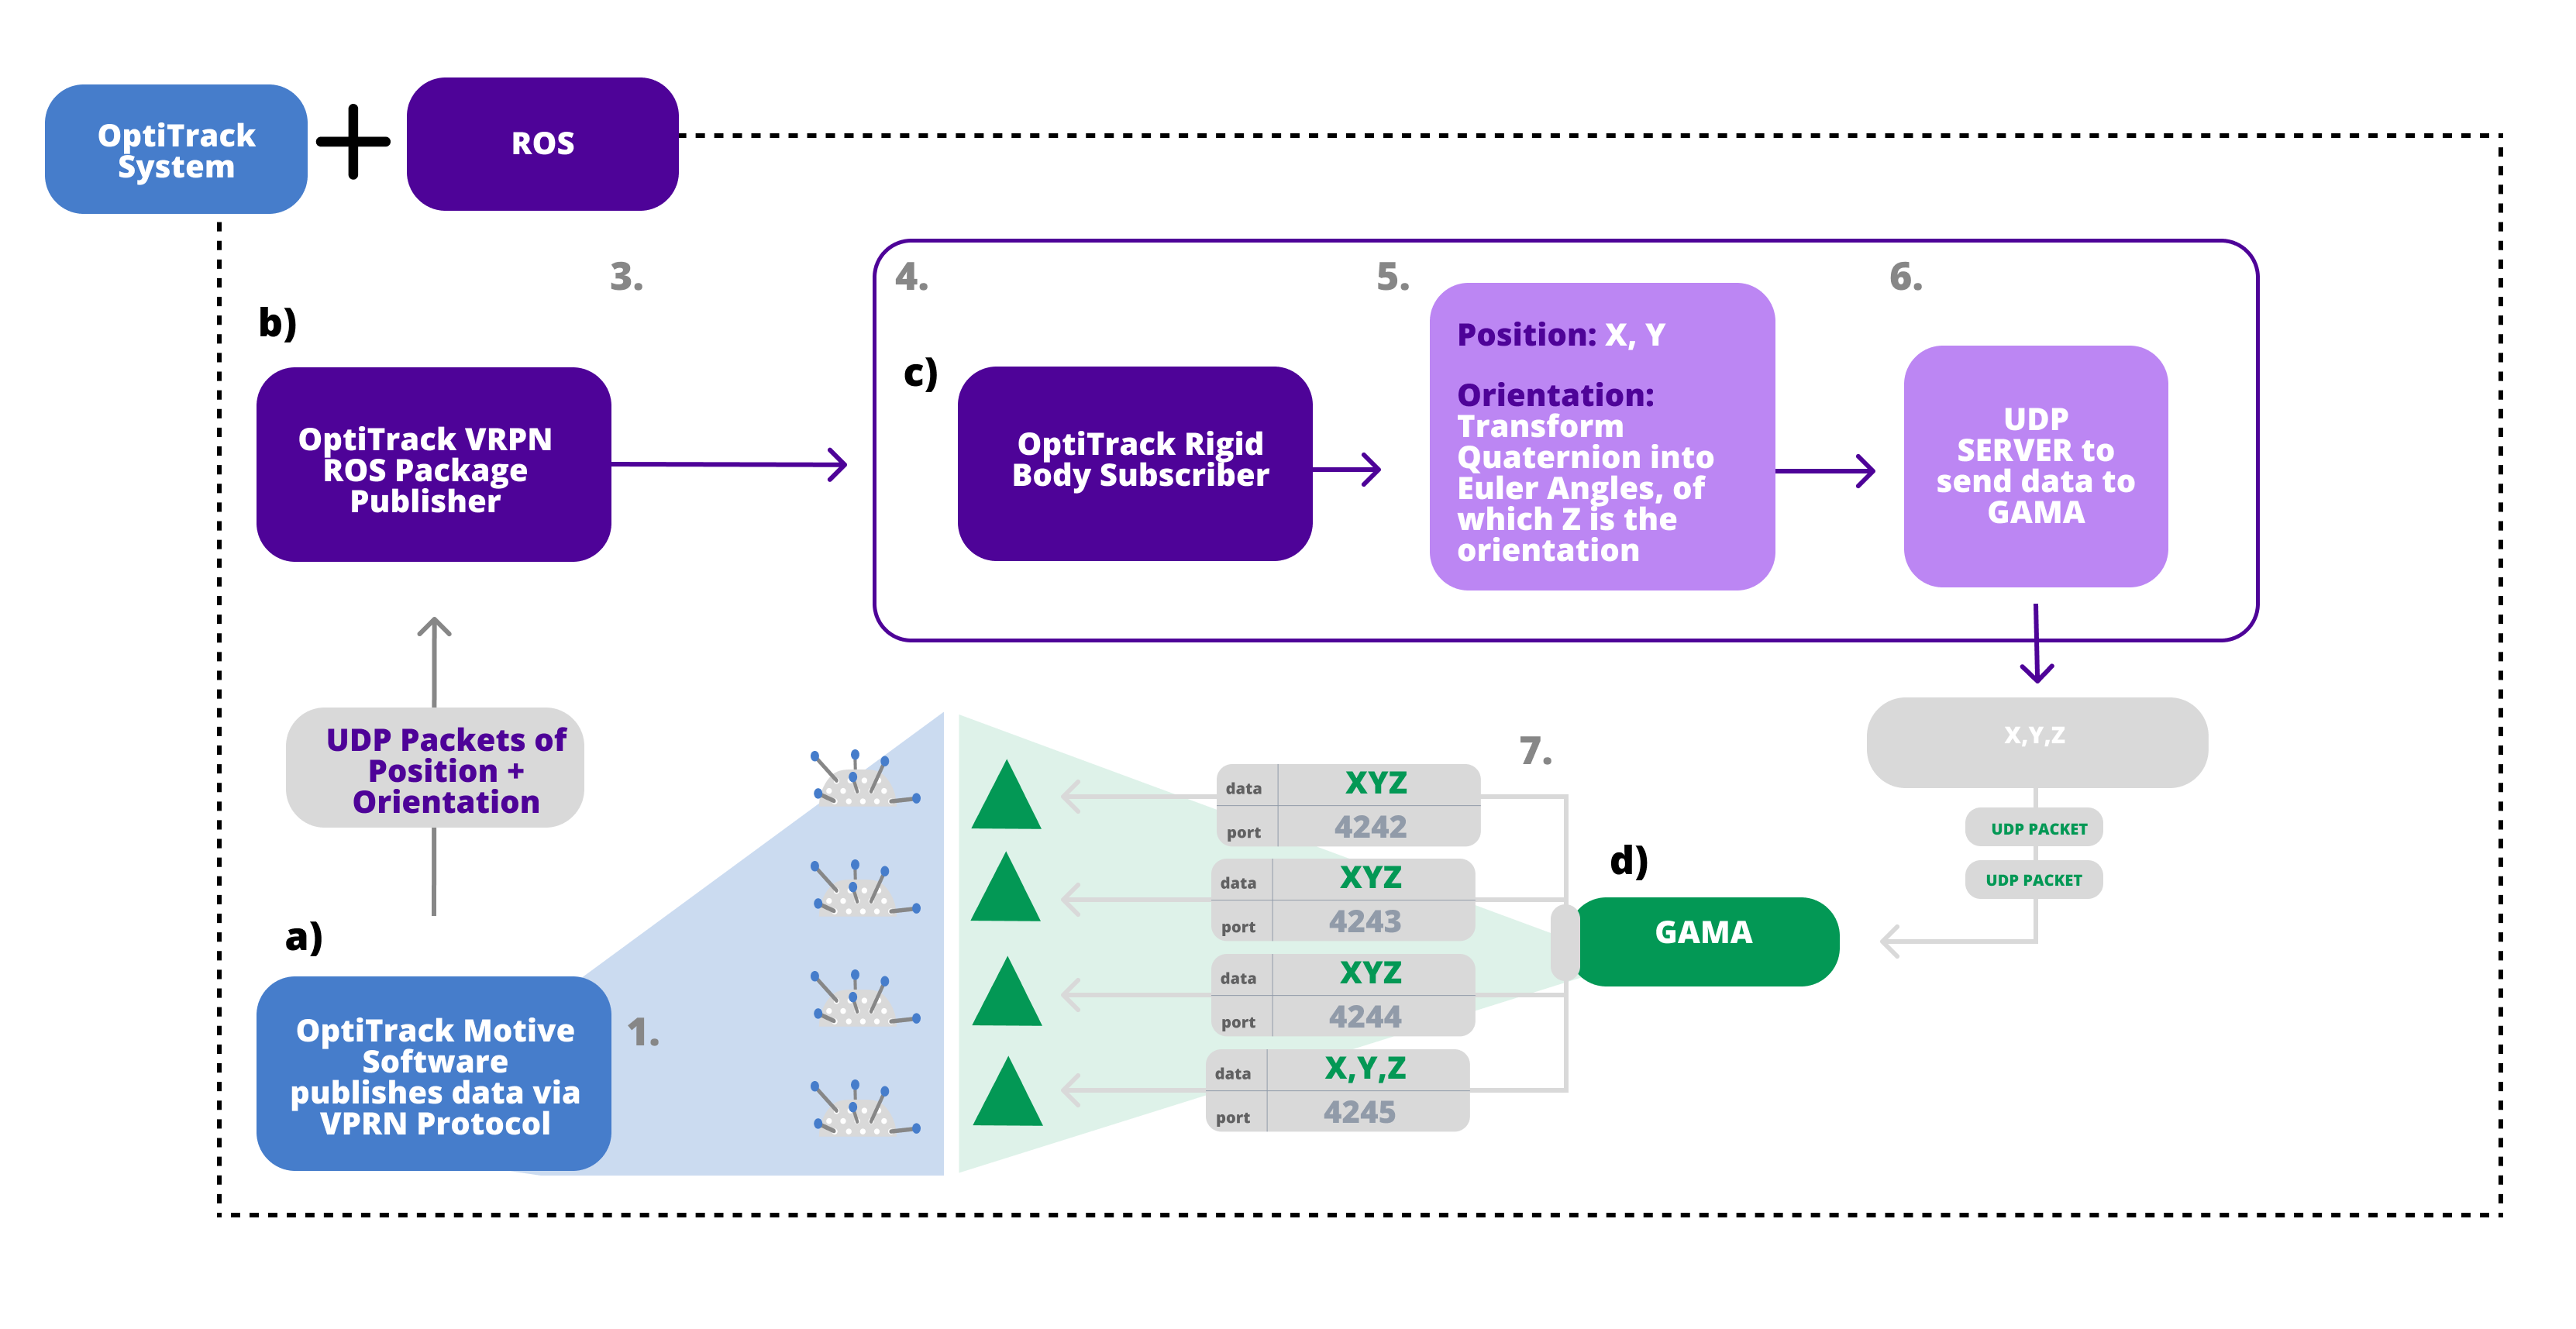 OptiTrack
System
ROS
3.
4.
5.
6.
b)
OptiTrack VRPN
ROS Package
Publisher
c)
OptiTrack Rigid
Body Subscriber
Position: X, Y
Orientation:
Transform
Quaternion into
Euler Angles, of
which Z is the
orientation
UDP
SERVER to
send data to
GAMA
UDP Packets of
Position +
Orientation
a)
OptiTrack Motive
Software
publishes data via
VPRN Protocol
1.
7.
data XYZ
port 4242
data XYZ
port 4243
data XYZ
port 4244
data X,Y,Z
port 4245
d)
GAMA
X,Y,Z
UDP PACKET
UDP PACKET